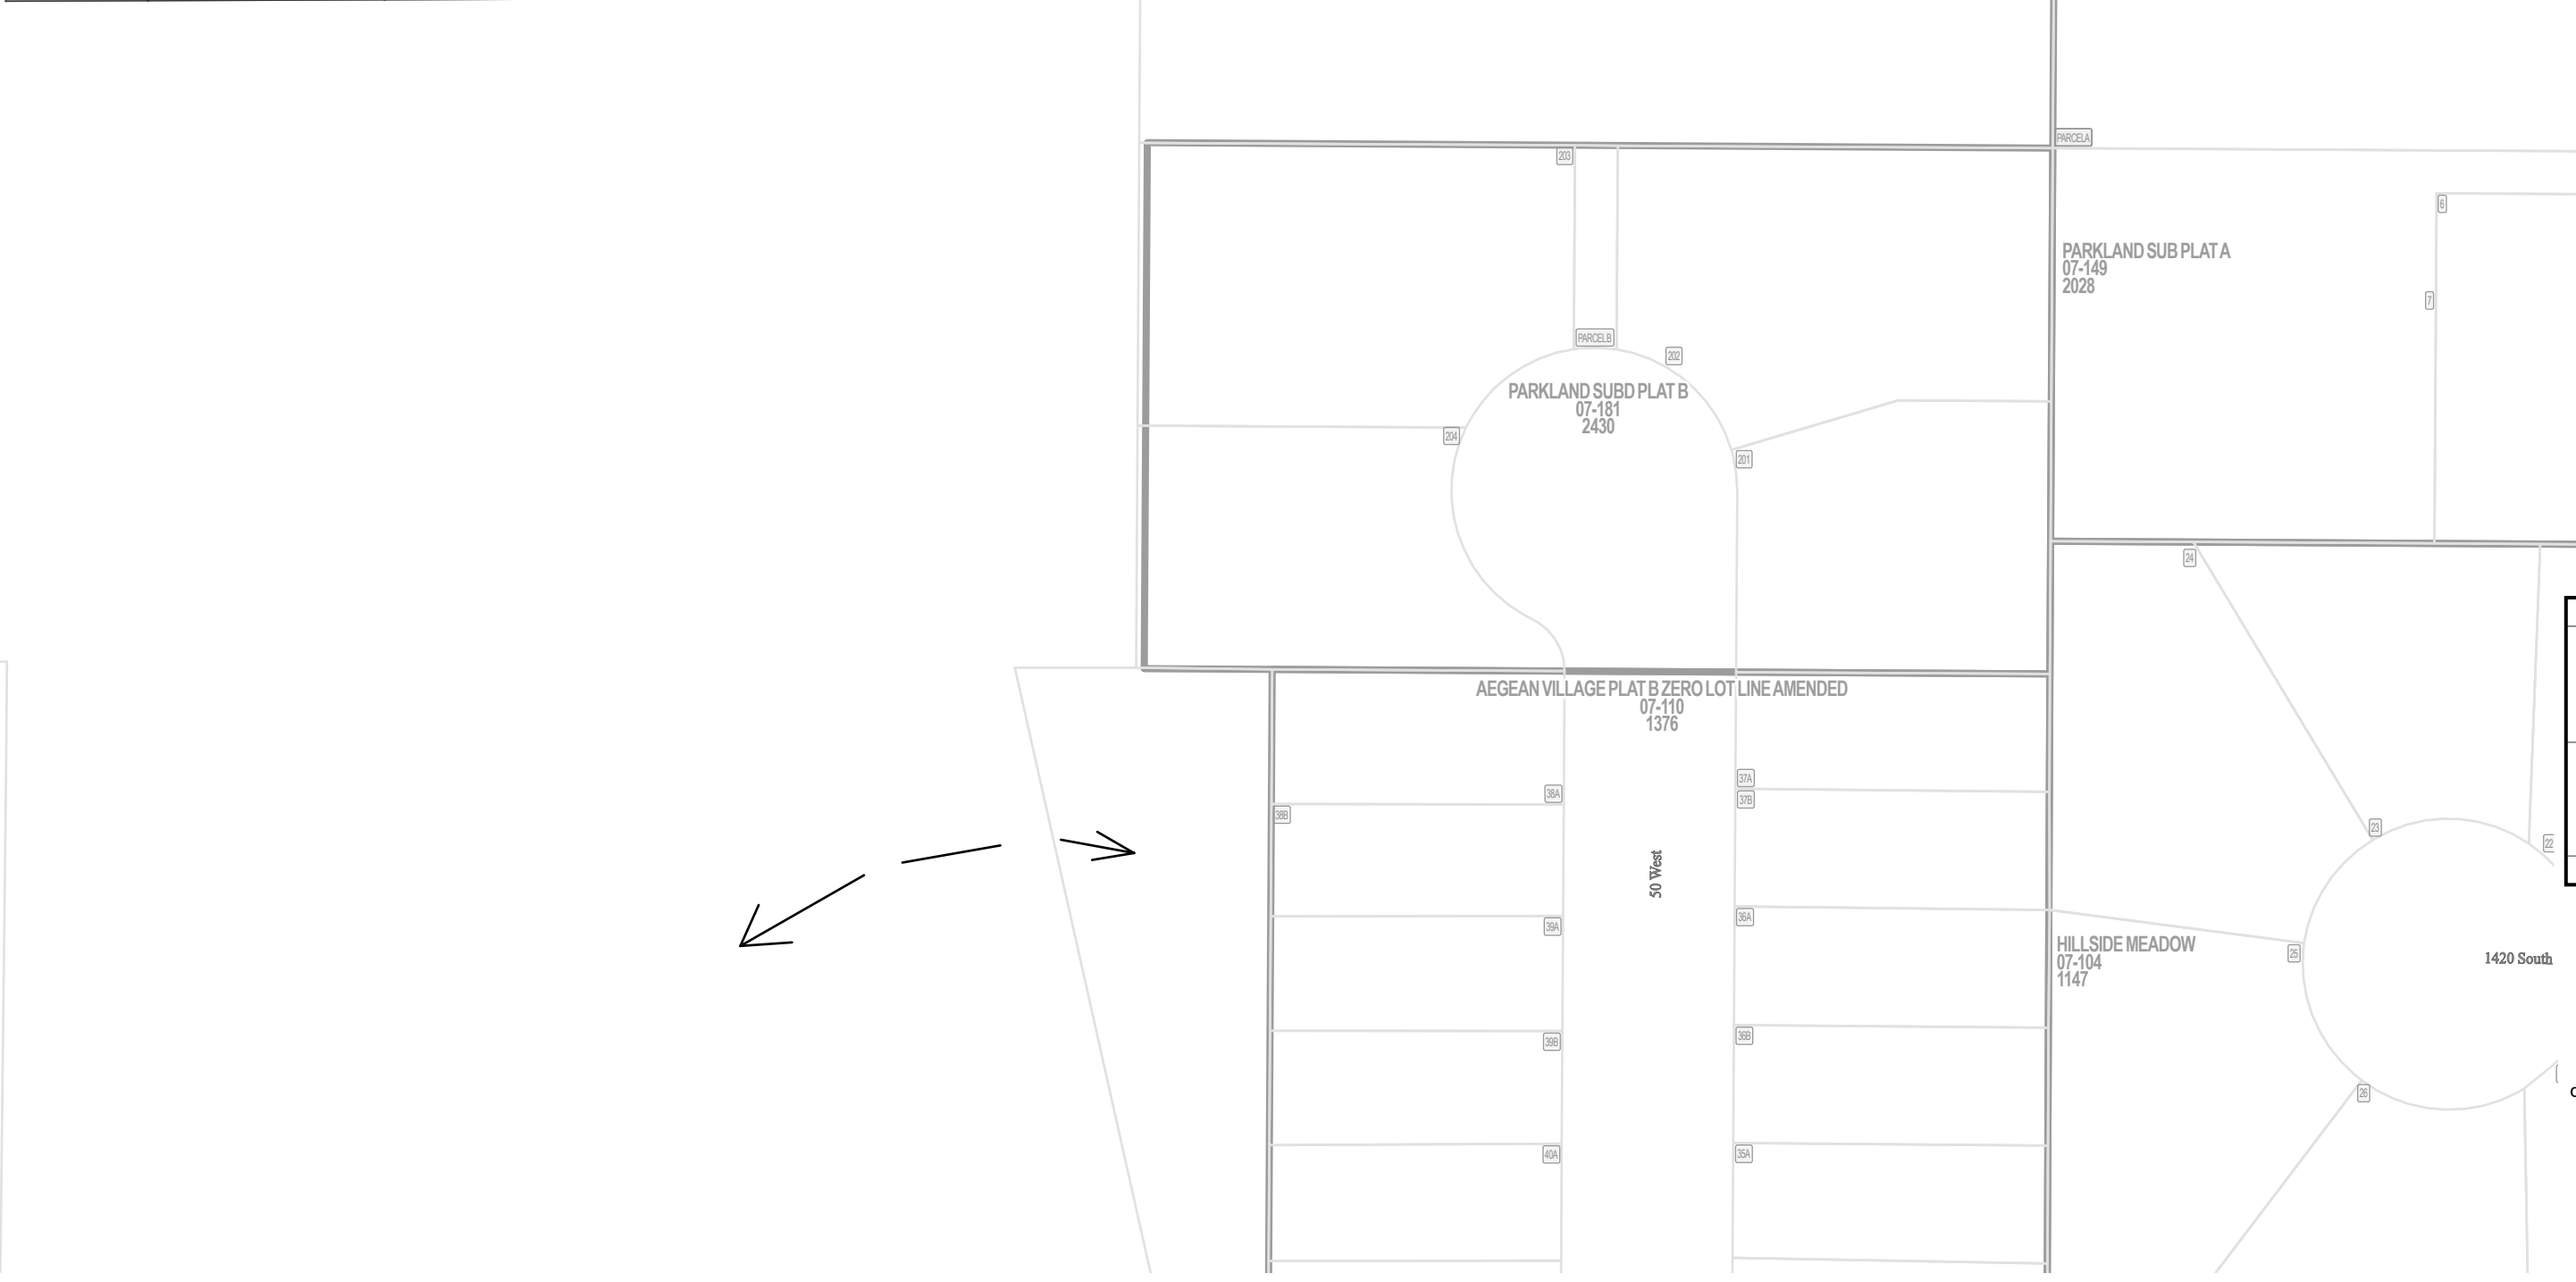 PARCELA
203
6
PARKLAND SUB PLAT A
07-149
2028
7
PARCELB
202
PARKLAND SUBD PLAT B
07-181
2430
204
201
24
AEGEAN VILLAGE PLAT B ZERO LOT LINE AMENDED
07-110
1376
37A
38A
37B
38B
23
22
50 West
36A
39A
HILLSIDE MEADOW
07-104
1147
25
1420 South
36B
39B
26
35A
40A